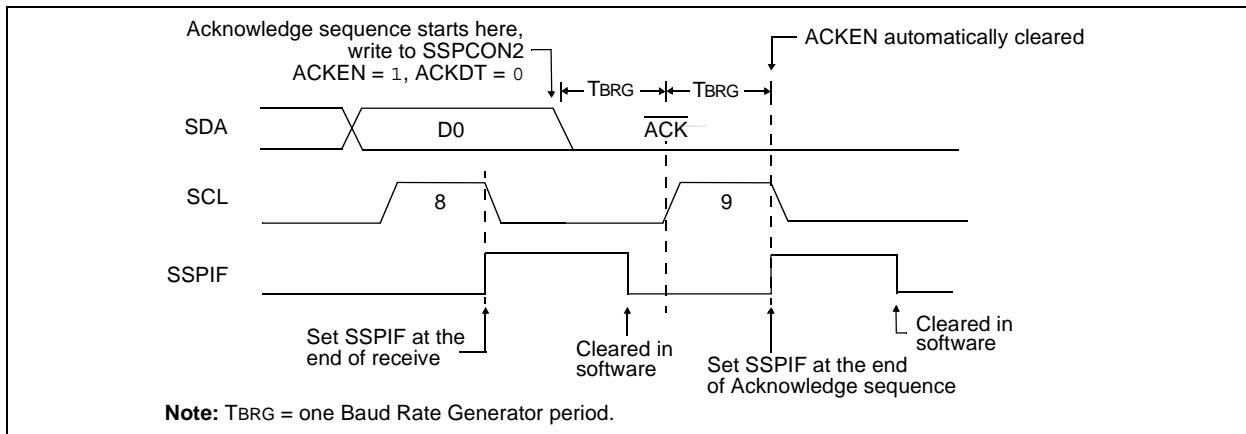 Acknowledge sequence starts here,
write to SSPCON2
ACKEN = 1, ACKDT = 0
ACKEN automatically cleared
TBRG
TBRG
SDA
D0
ACK
SCL
8
9
SSPIF
Set SSPIF at the
end of receive
Cleared in
software
Set SSPIF at the end
of Acknowledge sequence
Cleared in
software
Note: TBRG = one Baud Rate Generator period.